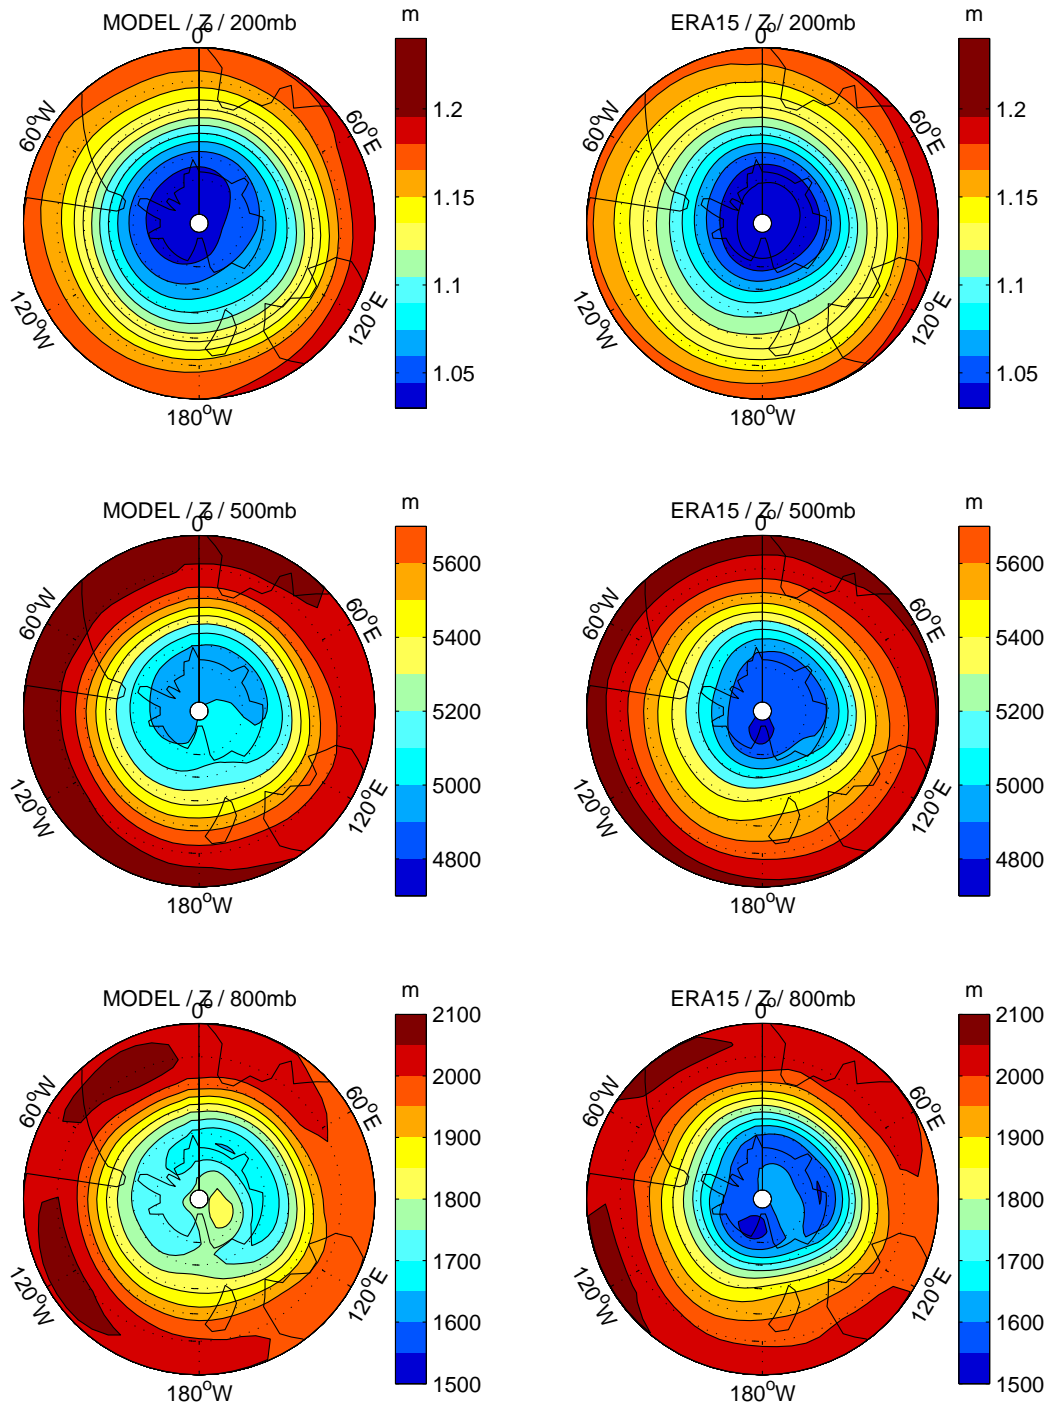 MODEL / Z₀ / 200mb
m
0°
60°W
60°E
120°W
120°E
180°W
1.2
1.15
1.1
1.05
ERA15 / Z₀ / 200mb
m
0°
60°W
60°E
120°W
120°E
180°W
1.2
1.15
1.1
1.05
MODEL / Z₀ / 500mb
m
0°
60°W
60°E
120°W
120°E
180°W
5600
5400
5200
5000
4800
ERA15 / Z₀ / 500mb
m
0°
60°W
60°E
120°W
120°E
180°W
5600
5400
5200
5000
4800
MODEL / Z₀ / 800mb
m
0°
60°W
60°E
120°W
120°E
180°W
2100
2000
1900
1800
1700
1600
1500
ERA15 / Z₀ / 800mb
m
0°
60°W
60°E
120°W
120°E
180°W
2100
2000
1900
1800
1700
1600
1500